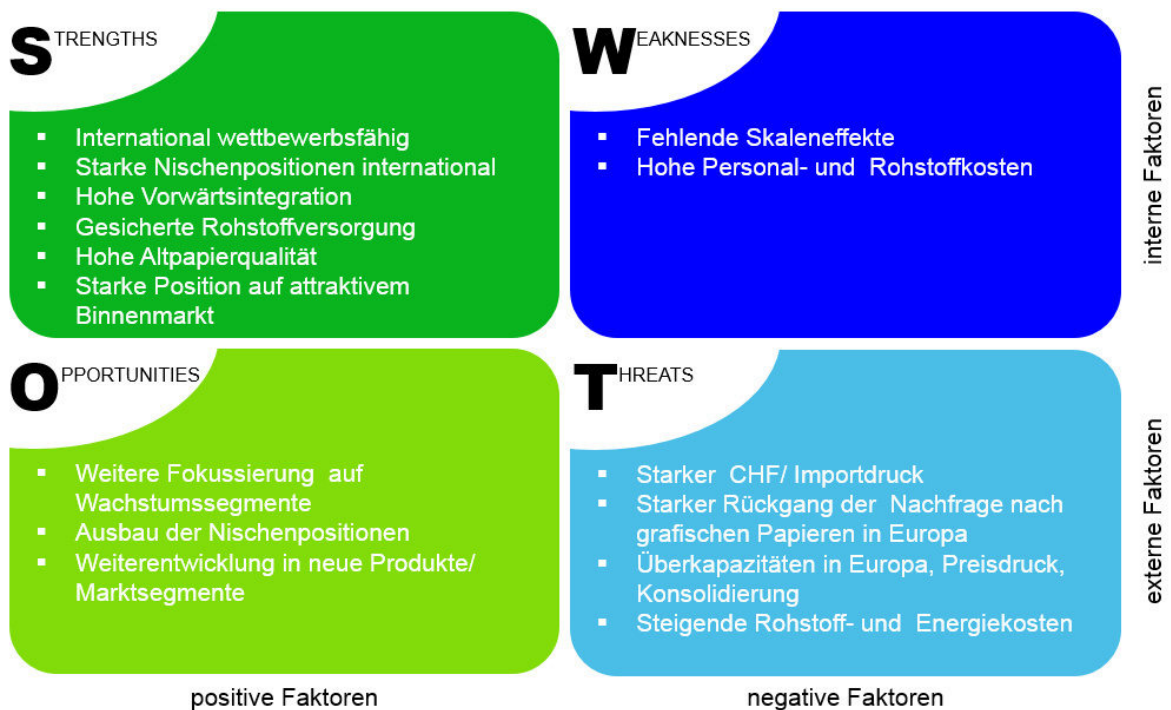 STRENGTHS
▪ International wettbewerbsfähig
▪ Starke Nischenpositionen international
▪ Hohe Vorwärtsintegration
▪ Gesicherte Rohstoffversorgung
▪ Hohe Altpapierqualität
▪ Starke Position auf attraktivem
Binnenmarkt
WEAKNESSES
▪ Fehlende Skaleneffekte
▪ Hohe Personal- und Rohstoffkosten
interne Faktoren
OPPORTUNITIES
▪ Weitere Fokussierung auf
Wachstumssegmente
▪ Ausbau der Nischenpositionen
▪ Weiterentwicklung in neue Produkte/
Marktsegmente
THREATS
▪ Starker CHF/ Importdruck
▪ Starker Rückgang der Nachfrage nach
grafischen Papieren in Europa
▪ Überkapazitäten in Europa, Preisdruck,
Konsolidierung
▪ Steigende Rohstoff- und Energiekosten
externe Faktoren
positive Faktoren
negative Faktoren